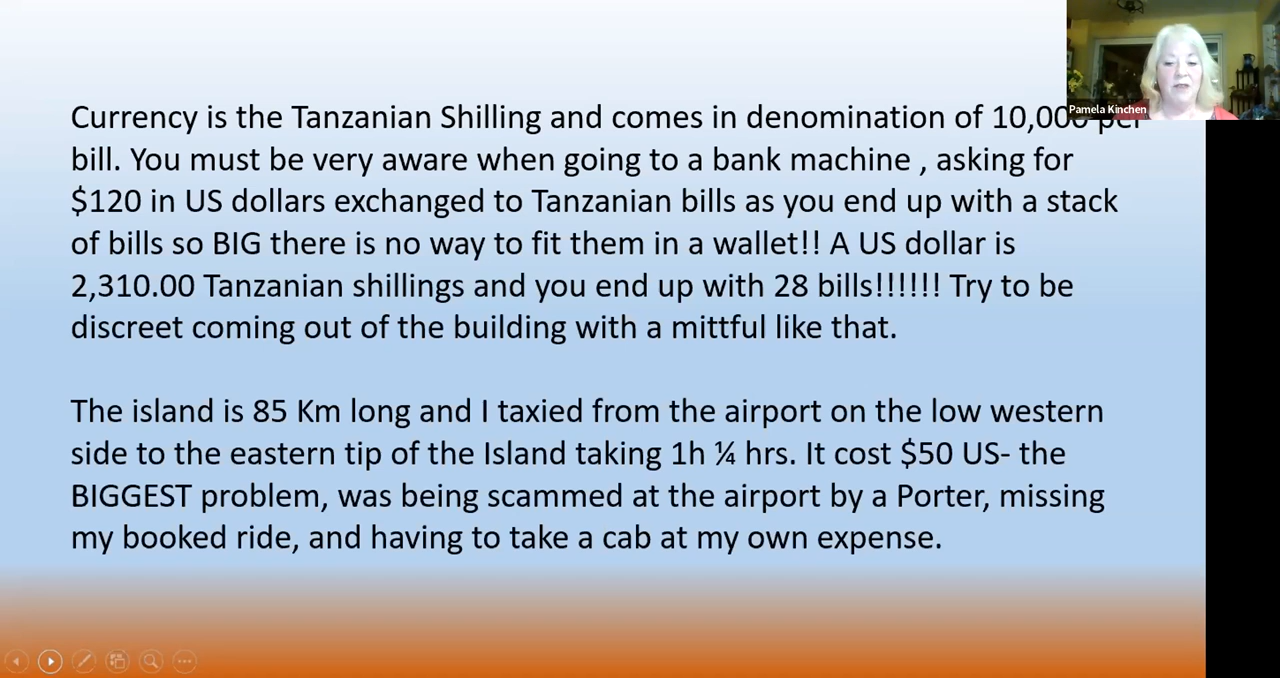 Currency is the Tanzanian Shilling and comes in denomination of 10,000 per
bill. You must be very aware when going to a bank machine , asking for
$120 in US dollars exchanged to Tanzanian bills as you end up with a stack
of bills so BIG there is no way to fit them in a wallet!! A US dollar is
2,310.00 Tanzanian shillings and you end up with 28 bills!!!!!! Try to be
discreet coming out of the building with a mittful like that.
The island is 85 Km long and I taxied from the airport on the low western
side to the eastern tip of the Island taking 1h ¼ hrs. It cost $50 US- the
BIGGEST problem, was being scammed at the airport by a Porter, missing
my booked ride, and having to take a cab at my own expense.
Pamela Kinchen